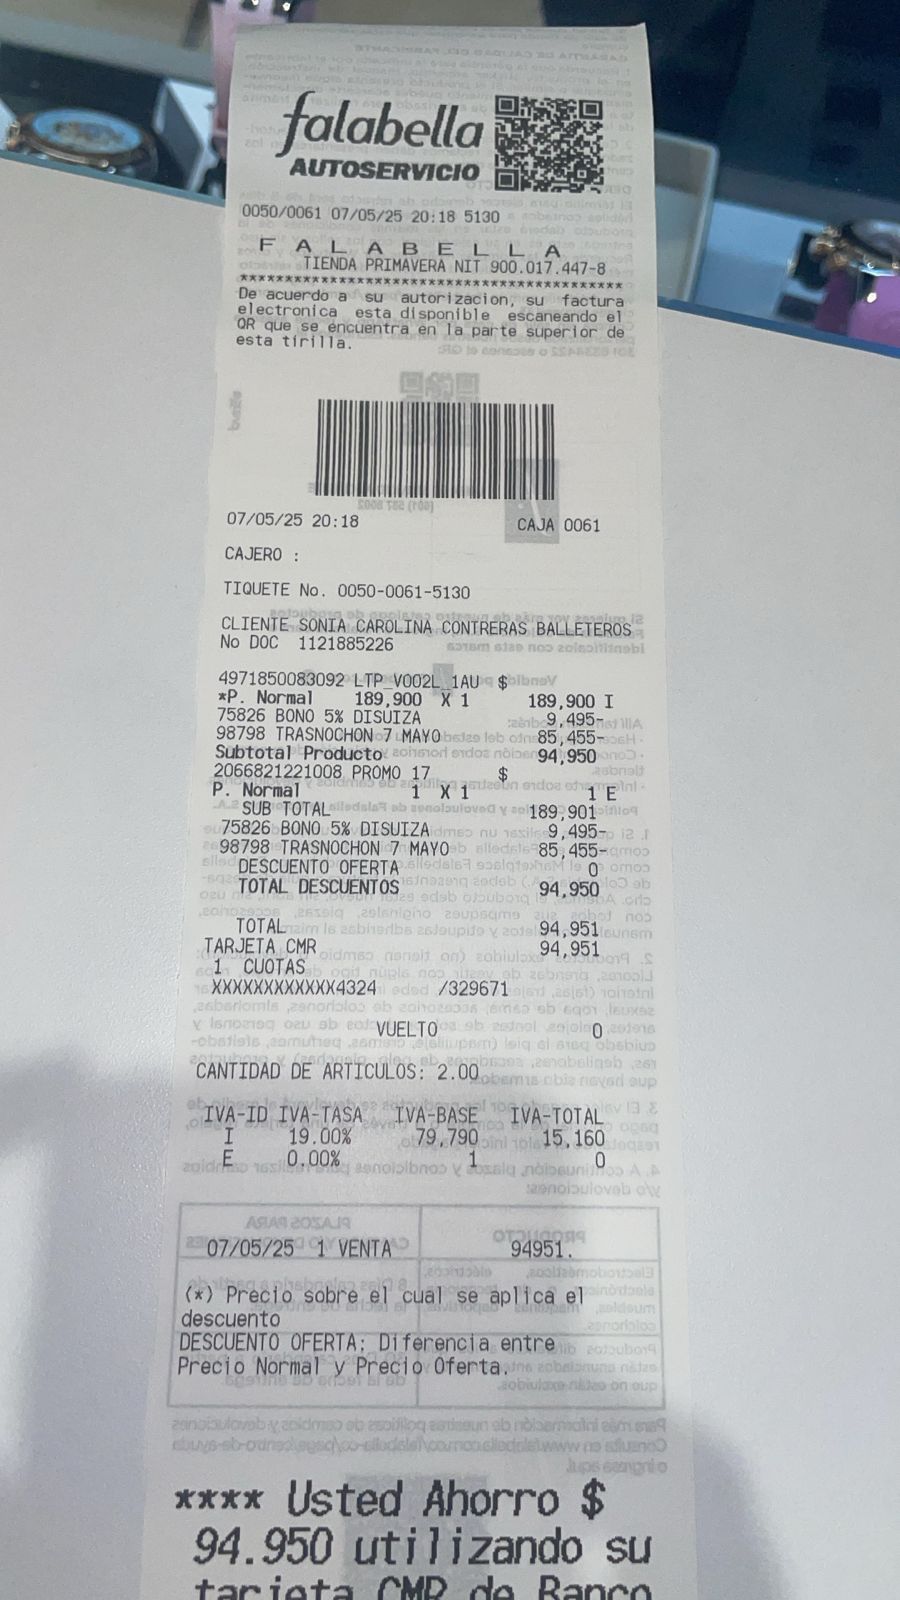 falabella
AUTOSERVICIO
0050/0061 07/05/25 20:18 5130
F A L A B E L L A
TIENDA PRIMAVERA NIT 900.017.447-8
******************************************
De acuerdo a su autorizacion, su factura
electronica esta disponible escaneando el
QR que se encuentra en la parte superior de
esta tirilla.
07/05/25 20:18 CAJA 0061
CAJERO :
TIQUETE No. 0050-0061-5130
CLIENTE SONIA CAROLINA CONTRERAS BALLETEROS
No DOC 1121885226
4971850083092 LTP_V002L_1AU $
*P. Normal 189,900 X 1 189,900 I
75826 BONO 5% DISUIZA 9,495-
98798 TRASNOCHON 7 MAYO 85,455-
Subtotal Producto 94,950
2066821221008 PROMO 17 $
P. Normal 1 X 1 1 E
SUB TOTAL 189,901
75826 BONO 5% DISUIZA 9,495-
98798 TRASNOCHON 7 MAYO 85,455-
DESCUENTO OFERTA 0
TOTAL DESCUENTOS 94,950
TOTAL 94,951
TARJETA CMR 94,951
1 CUOTAS
XXXXXXXXXXXX4324 /329671
VUELTO 0
CANTIDAD DE ARTICULOS: 2.00
IVA-ID IVA-TASA IVA-BASE IVA-TOTAL
I 19.00% 79,790 15,160
E 0.00% 1 0
07/05/25 1 VENTA 94951.
(*) Precio sobre el cual se aplica el
descuento
DESCUENTO OFERTA: Diferencia entre
Precio Normal y Precio Oferta.
**** Usted Ahorro $
94.950 utilizando su
tarjeta CMR de Banco